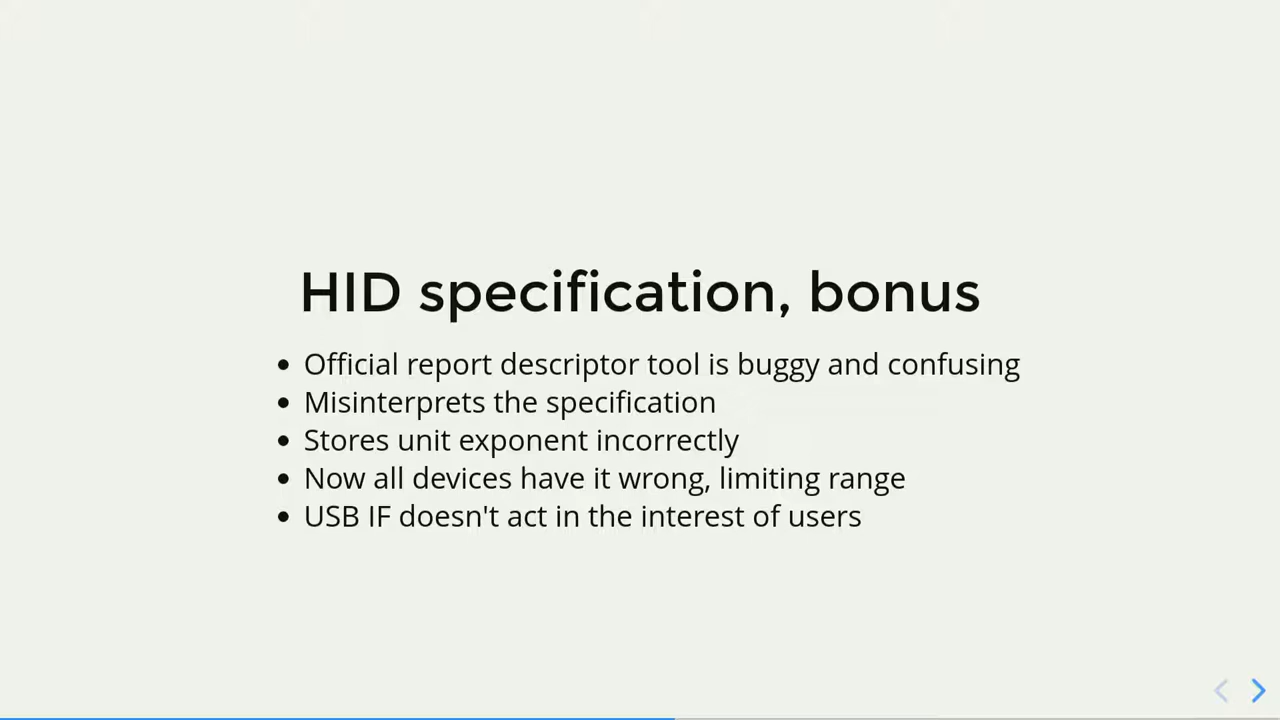 HID specification, bonus
Official report descriptor tool is buggy and confusing
Misinterprets the specification
Stores unit exponent incorrectly
Now all devices have it wrong, limiting range
USB IF doesn't act in the interest of users